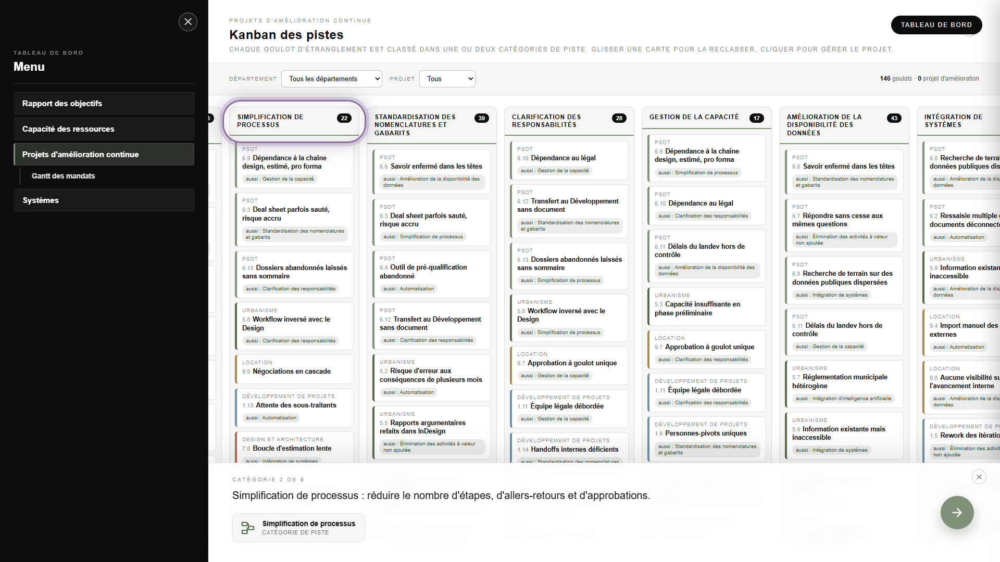 TABLEAU DE BORD
Menu
Rapport des objectifs
Capacité des ressources
Projets d'amélioration continue
Gantt des mandats
Systèmes
PROJETS D'AMÉLIORATION CONTINUE
Kanban des pistes
CHAQUE GOULOT D'ÉTRANGLEMENT EST CLASSÉ DANS UNE OU DEUX CATÉGORIES DE PISTE. GLISSER UNE CARTE POUR LA RECLASSER, CLIQUER POUR GÉRER LE PROJET.
TABLEAU DE BORD
DÉPARTEMENT
Tous les départements
PROJET
Tous
146 goulots · 0 projet d'amélioration
SIMPLIFICATION DE
PROCESSUS
22
PSDT
6.9 Dépendance à la chaîne
design, estimé, pro forma
aussi : Gestion de la capacité
PSDT
6.3 Deal sheet parfois sauté,
risque accru
aussi : Standardisation des nomenclatures
et gabarits
PSDT
6.13 Dossiers abandonnés laissés
sans sommaire
aussi : Clarification des responsabilités
URBANISME
5.8 Workflow inversé avec le
Design
aussi : Clarification des responsabilités
LOCATION
9.9 Négociations en cascade
DÉVELOPPEMENT DE PROJETS
1.13 Attente des sous-traitants
aussi : Automatisation
DESIGN ET ARCHITECTURE
7.8 Boucle d'estimation lente
aussi : Intégration de systèmes
STANDARDISATION DES
NOMENCLATURES ET
GABARITS
39
PSDT
6.6 Savoir enfermé dans les têtes
aussi : Amélioration de la disponibilité des
données
PSDT
6.3 Deal sheet parfois sauté,
risque accru
aussi : Simplification de processus
PSDT
6.4 Outil de pré-qualification
abandonné
aussi : Automatisation
PSDT
6.12 Transfert au Développement
sans document
aussi : Clarification des responsabilités
URBANISME
5.2 Risque d'erreur aux
conséquences de plusieurs mois
aussi : Automatisation
URBANISME
5.5 Rapports argumentaires
refaits dans InDesign
aussi : Élimination des activités à valeur
non ajoutée
CLARIFICATION DES
RESPONSABILITÉS
28
PSDT
6.10 Dépendance au légal
aussi : Gestion de la capacité
PSDT
6.12 Transfert au Développement
sans document
aussi : Standardisation des nomenclatures
et gabarits
PSDT
6.13 Dossiers abandonnés laissés
sans sommaire
aussi : Simplification de processus
URBANISME
5.8 Workflow inversé avec le
Design
aussi : Simplification de processus
LOCATION
9.7 Approbation à goulot unique
aussi : Gestion de la capacité
DÉVELOPPEMENT DE PROJETS
1.11 Équipe légale débordée
aussi : Gestion de la capacité
DÉVELOPPEMENT DE PROJETS
1.14 Handoffs internes déficients
aussi : Standardisation des nomenclatures
GESTION DE LA CAPACITÉ
17
PSDT
6.9 Dépendance à la chaîne
design, estimé, pro forma
aussi : Simplification de processus
PSDT
6.10 Dépendance au légal
aussi : Clarification des responsabilités
PSDT
6.11 Délais du landev hors de
contrôle
aussi : Amélioration de la disponibilité des
données
URBANISME
5.3 Capacité insuffisante en
phase préliminaire
LOCATION
9.7 Approbation à goulot unique
aussi : Clarification des responsabilités
DÉVELOPPEMENT DE PROJETS
1.11 Équipe légale débordée
aussi : Clarification des responsabilités
DÉVELOPPEMENT DE PROJETS
1.9 Personnes-pivots uniques
aussi : Standardisation des nomenclatures
et gabarits
AMÉLIORATION DE LA
DISPONIBILITÉ DES
DONNÉES
43
PSDT
6.6 Savoir enfermé dans les têtes
aussi : Standardisation des nomenclatures
et gabarits
PSDT
6.7 Répondre sans cesse aux
mêmes questions
aussi : Élimination des activités à valeur
non ajoutée
PSDT
6.8 Recherche de terrain sur des
données publiques dispersées
aussi : Intégration de systèmes
PSDT
6.11 Délais du landev hors de
contrôle
aussi : Gestion de la capacité
URBANISME
5.7 Réglementation municipale
hétérogène
aussi : Intégration d'intelligence artificielle
URBANISME
5.9 Information existante mais
inaccessible
aussi : Intégration de systèmes
INTÉGRATION DE
SYSTÈMES
PSDT
6.8 Recherche de
données publiques
aussi : Amélioration de la
données
PSDT
6.2 Ressaisie multiple
documents
aussi : Automatisation
URBANISME
5.9 Information
inaccessible
aussi : Amélioration de la
données
LOCATION
9.4 Import manuel des
externes
aussi : Automatisation
LOCATION
9.8 Aucune visibilité
l'avancement interne
aussi : Amélioration de la
données
DÉVELOPPEMENT DE
1.5 Rework des
aussi : Élimination des
non ajoutée
CATÉGORIE 2 DE 9
Simplification de processus : réduire le nombre d'étapes, d'allers-retours et d'approbations.
Simplification de processus
CATÉGORIE DE PISTE